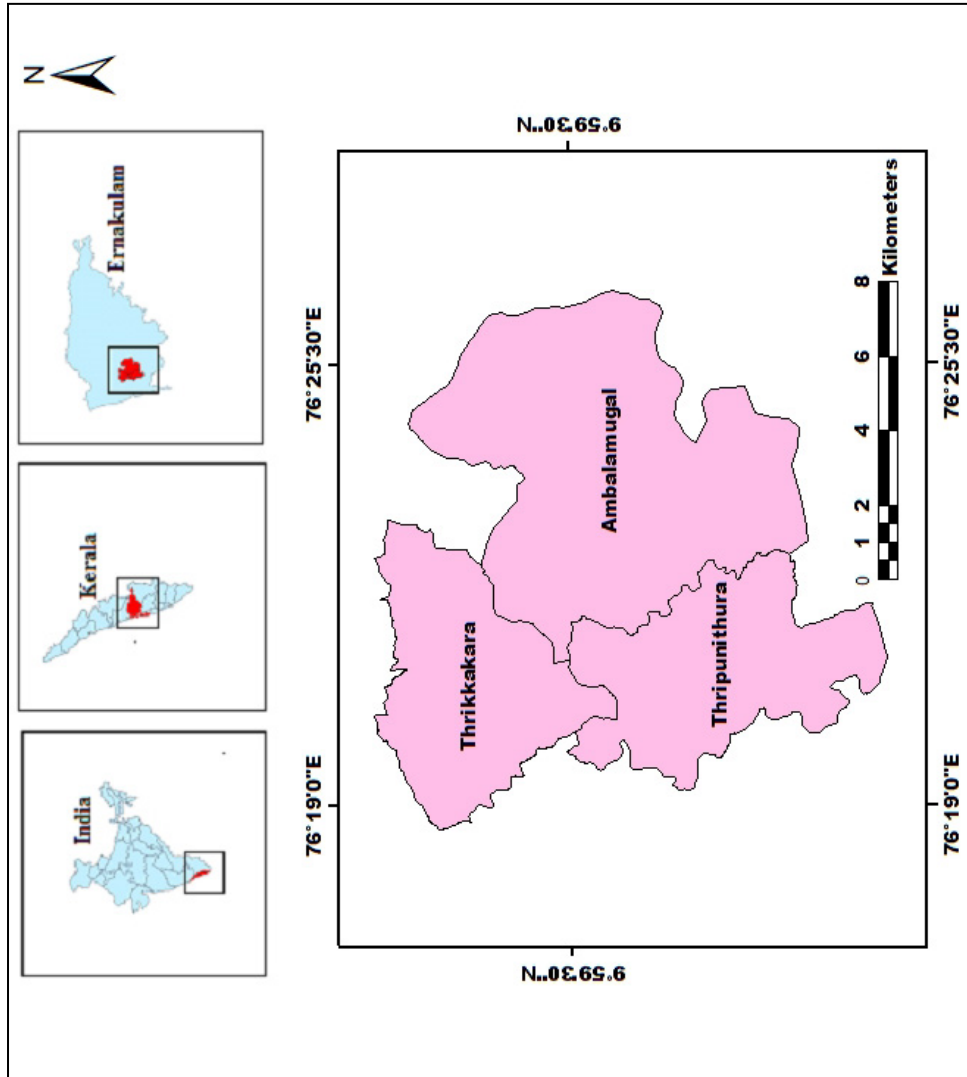 N
India
Kerala
Ernakulam
76°19'0"E
76°25'30"E
Thrikkakara
9°59'30"N
9°59'30"N
Ambalamugal
Thripunithura
0 1 2 4 6 8
Kilometers
76°19'0"E
76°25'30"E